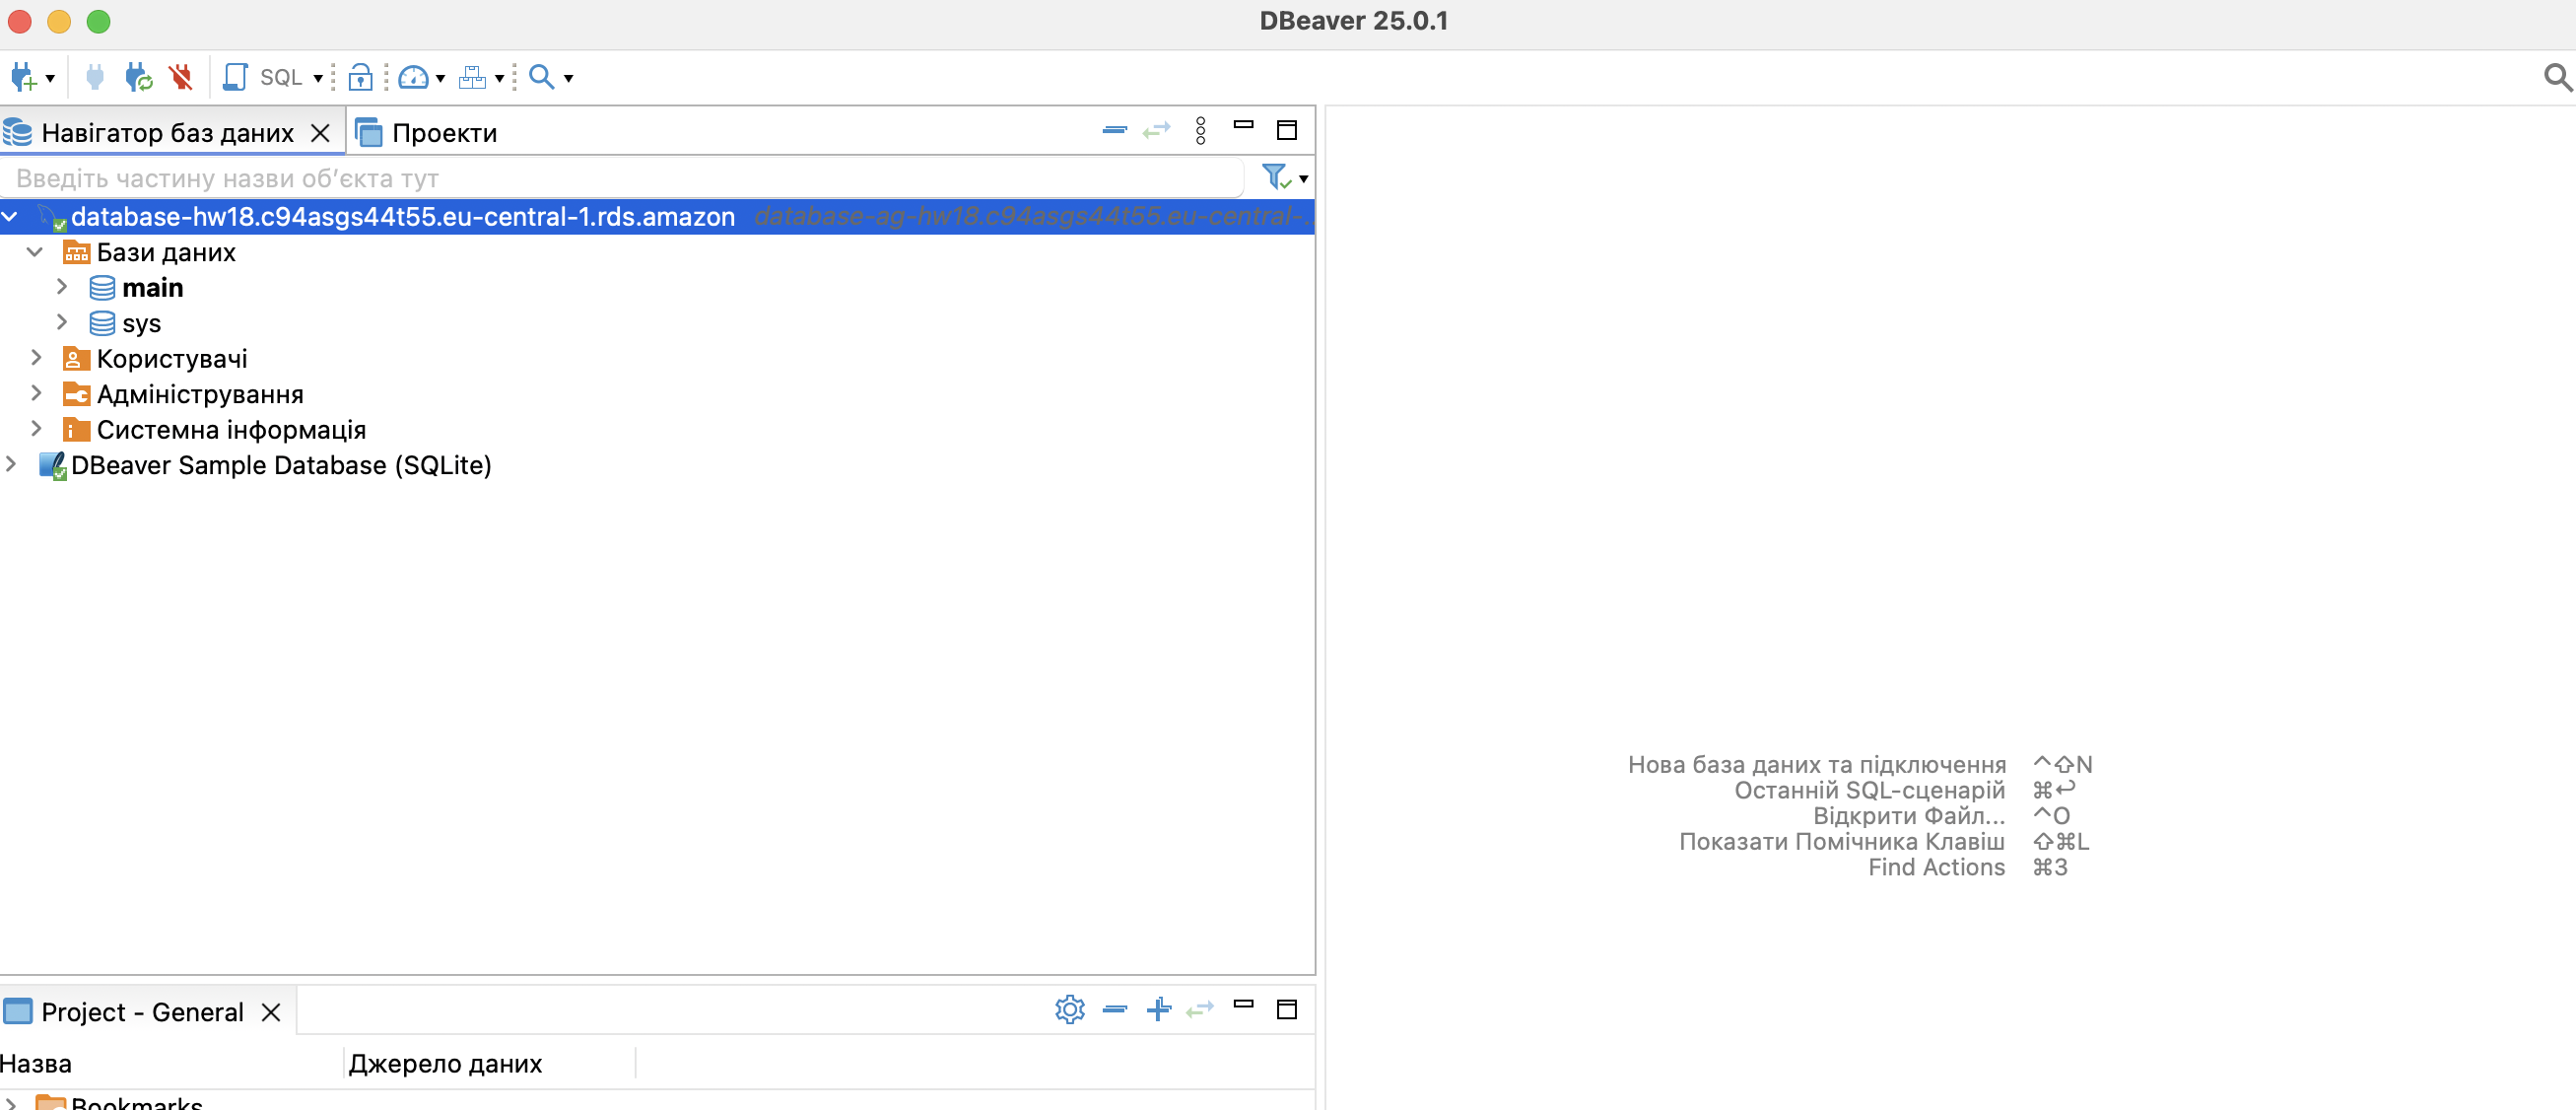 DBeaver 25.0.1
SQL
Навігатор баз даних
Проекти
Введіть частину назви об’єкта тут
database-hw18.c94asgs44t55.eu-central-1.rds.amazon database-ag-hw18.c94asgs44t55.eu-central-...
Бази даних
main
sys
Користувачі
Адміністрування
Системна інформація
DBeaver Sample Database (SQLite)
Нова база даних та підключення ^⇧N
Останній SQL-сценарій ⌘↩
Відкрити Файл... ^O
Показати Помічника Клавіш ⇧⌘L
Find Actions ⌘3
Project - General
Назва
Джерело даних
Bookmarks